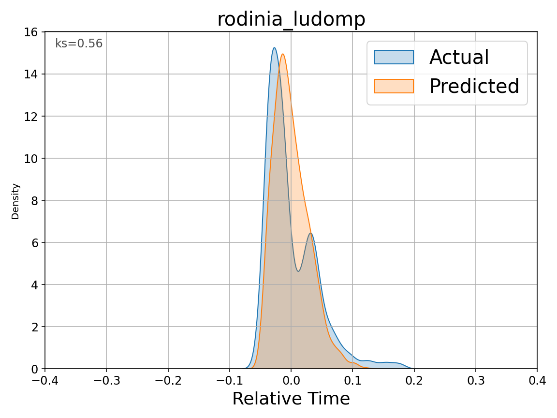 rodinia_ludomp
ks=0.56
Actual
Predicted
Density
16
14
12
10
8
6
4
2
0
−0.4 −0.3 −0.2 −0.1 0.0 0.1 0.2 0.3 0.4
Relative Time